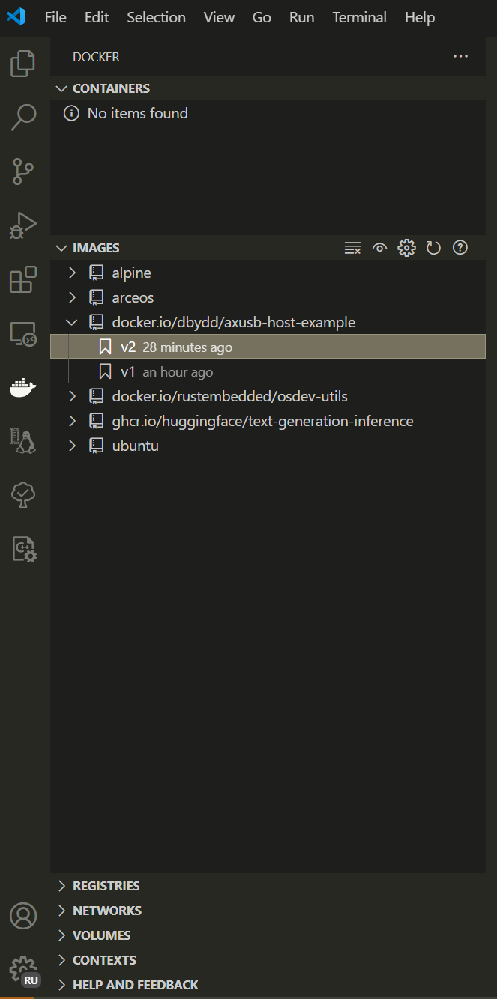 File Edit Selection View Go Run Terminal Help
DOCKER
CONTAINERS
No items found
IMAGES
alpine
arceos
docker.io/dbydd/axusb-host-example
v2 28 minutes ago
v1 an hour ago
docker.io/rustembedded/osdev-utils
ghcr.io/huggingface/text-generation-inference
ubuntu
REGISTRIES
NETWORKS
VOLUMES
CONTEXTS
RU
HELP AND FEEDBACK